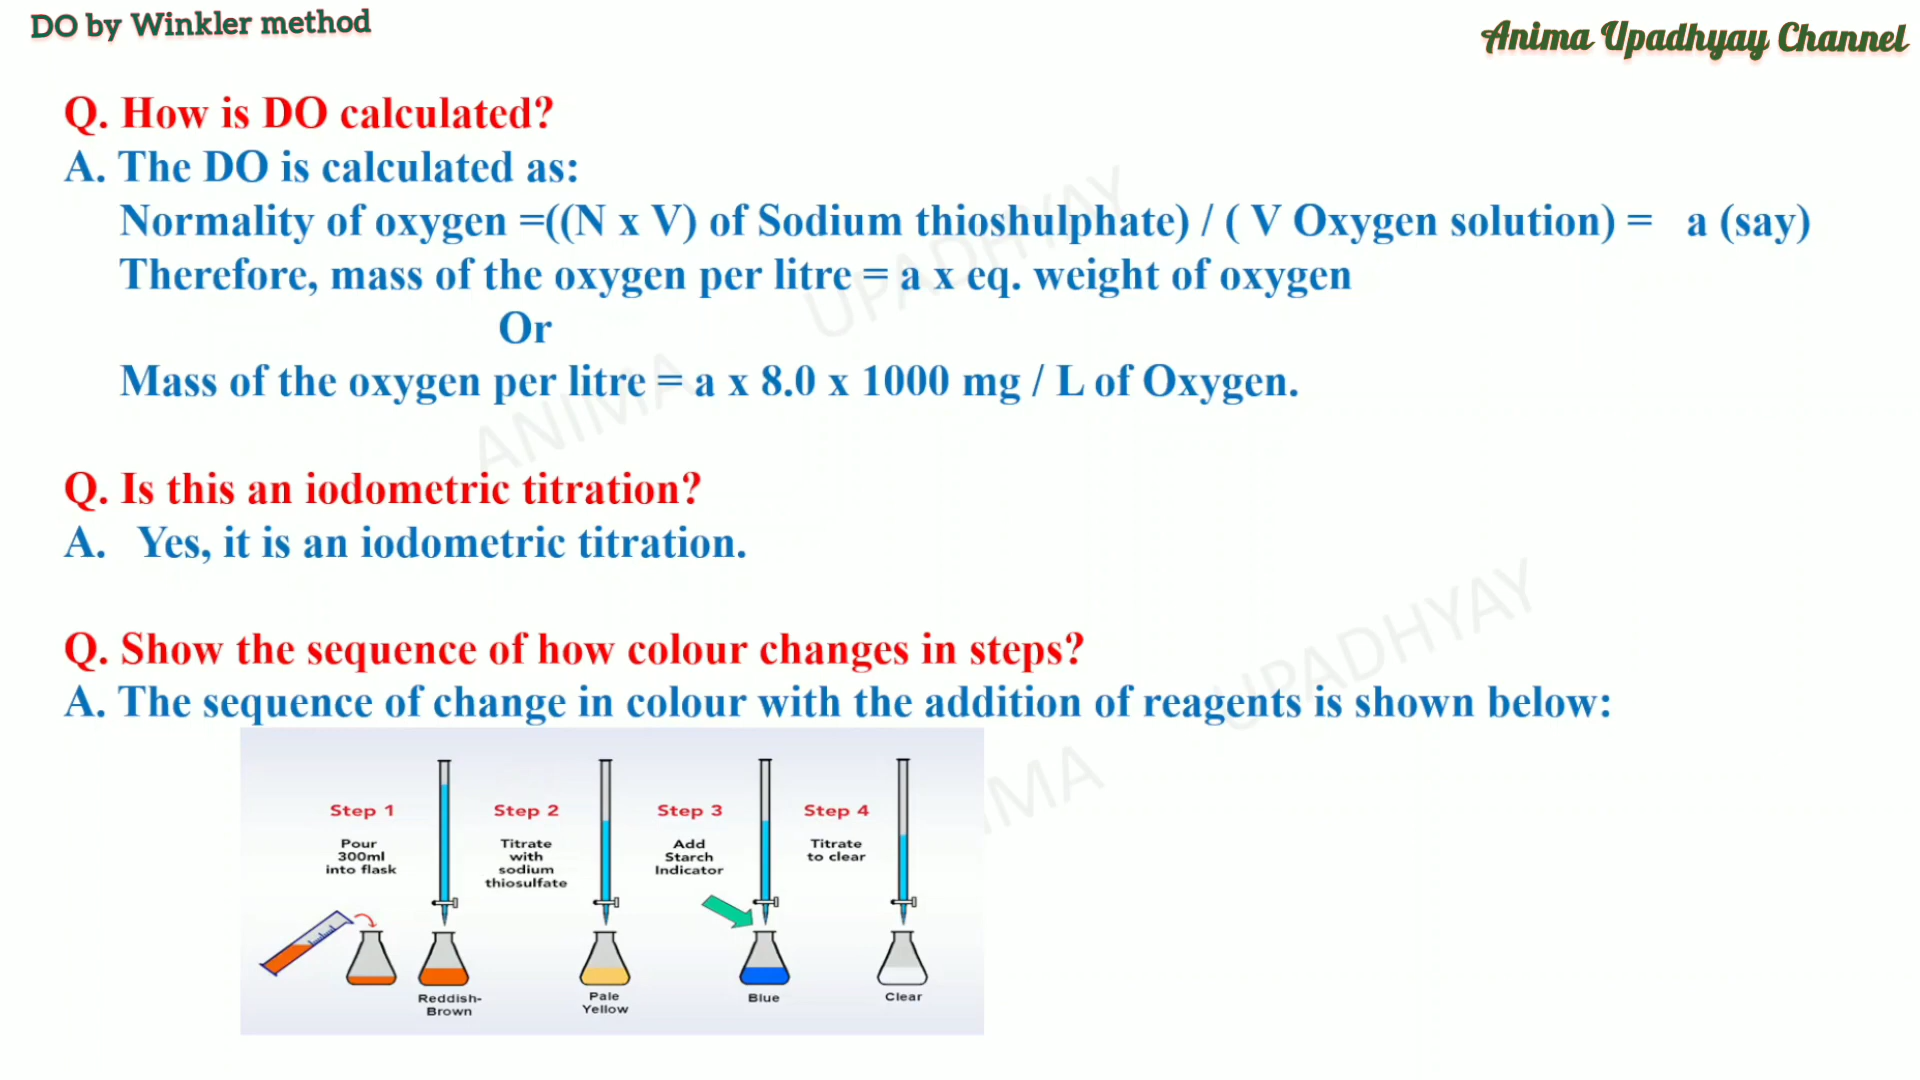 DO by Winkler method
Anima Upadhyay Channel
Q. How is DO calculated?
A. The DO is calculated as:
Normality of oxygen =((N x V) of Sodium thioshulphate) / ( V Oxygen solution) = a (say)
Therefore, mass of the oxygen per litre = a x eq. weight of oxygen
Or
Mass of the oxygen per litre = a x 8.0 x 1000 mg / L of Oxygen.
Q. Is this an iodometric titration?
A. Yes, it is an iodometric titration.
Q. Show the sequence of how colour changes in steps?
A. The sequence of change in colour with the addition of reagents is shown below:
Step 1
Pour
300ml
into flask
Reddish-
Brown
Step 2
Titrate
with
sodium
thiosulfate
Pale
Yellow
Step 3
Add
Starch
Indicator
Blue
Step 4
Titrate
to clear
Clear
ANIMA UPADHYAY
ANIMA UPADHYAY